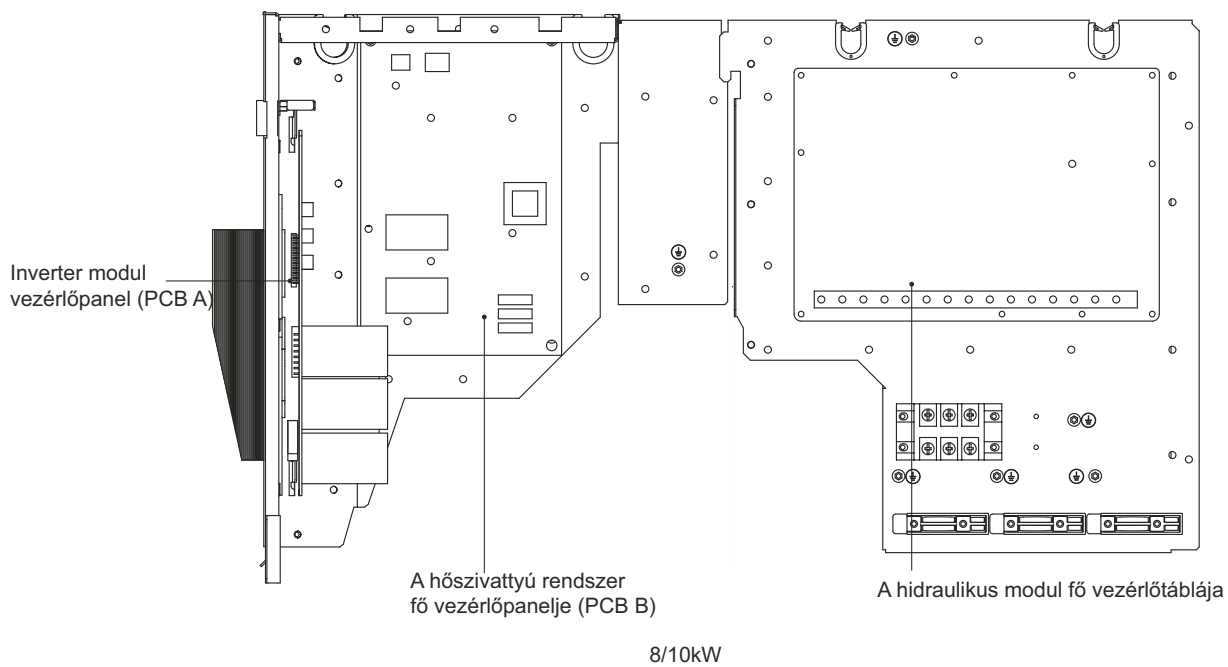 Inverter modul
vezérlőpanel (PCB A)
A hőszivattyú rendszer
fő vezérlőpanelje (PCB B)
A hidraulikus modul fő vezérlőtáblája
8/10kW